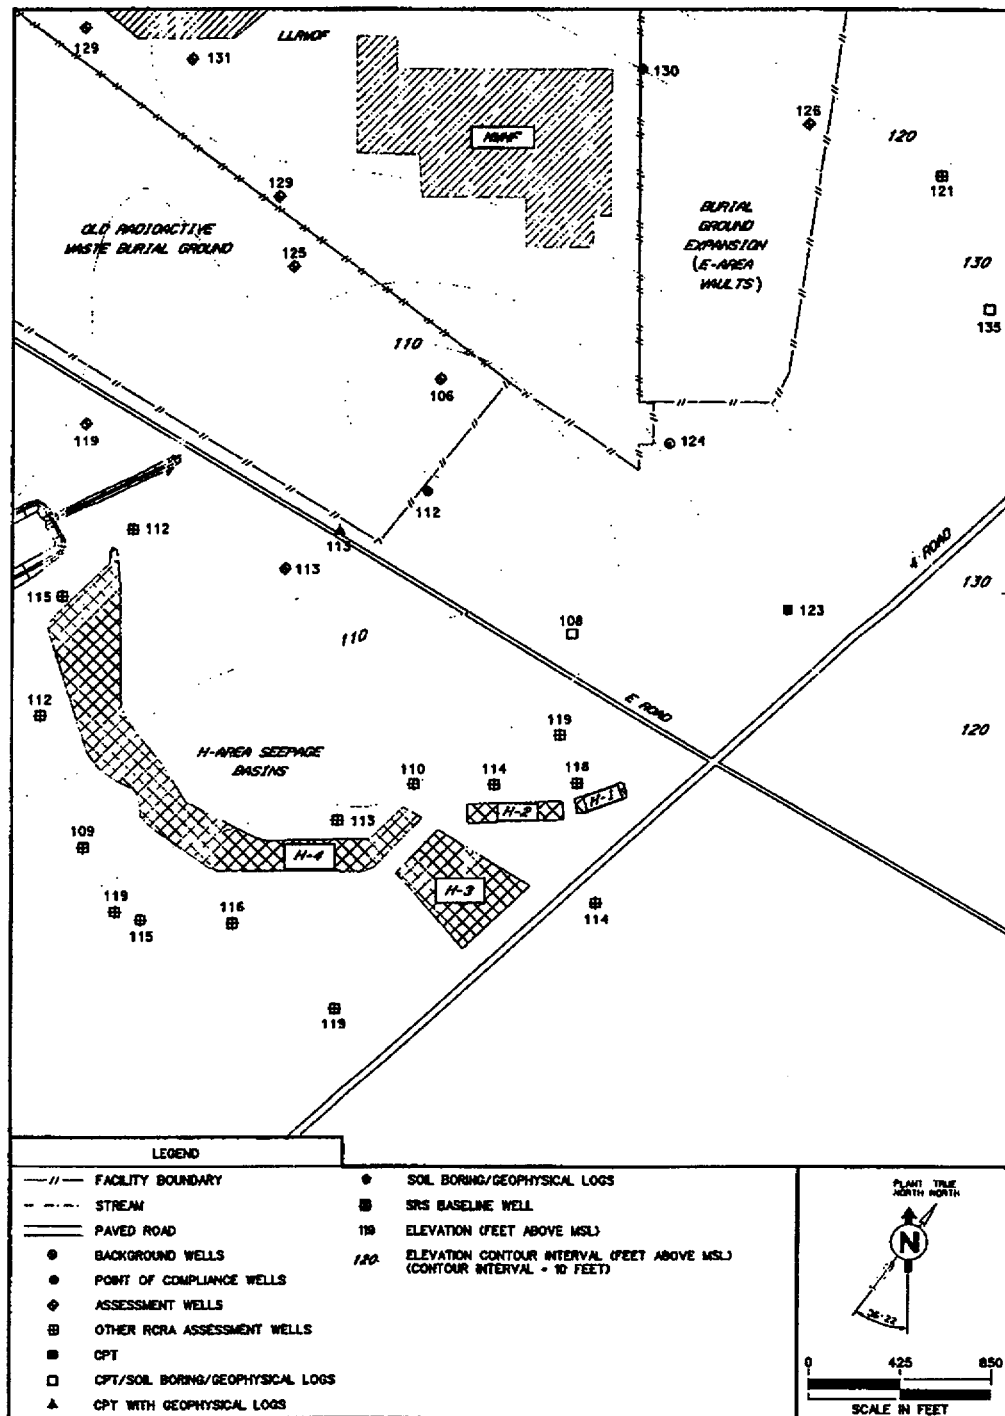 LLRWDF
129
131
130
126
120
MWMF
121
129
OLD RADIOACTIVE
WASTE BURIAL GROUND
125
BURIAL
GROUND
EXPANSION
(E-AREA
VAULTS)
130
135
110
106
119
124
112
112
113
113
4 ROAD
115
130
123
108
110
112
E ROAD
119
120
H-AREA SEEPAGE
BASINS
110
114
118
H-1
H-2
113
109
H-4
H-3
119
115
116
114
119
LEGEND
FACILITY BOUNDARY
STREAM
PAVED ROAD
BACKGROUND WELLS
POINT OF COMPLIANCE WELLS
ASSESSMENT WELLS
OTHER RCRA ASSESSMENT WELLS
CPT
CPT/SOIL BORING/GEOPHYSICAL LOGS
CPT WITH GEOPHYSICAL LOGS
SOIL BORING/GEOPHYSICAL LOGS
SRS BASELINE WELL
119 ELEVATION (FEET ABOVE MSL)
120 ELEVATION CONTOUR INTERVAL (FEET ABOVE MSL)
(CONTOUR INTERVAL = 10 FEET)
PLANT TRUE
NORTH NORTH
N
0 425 850
SCALE IN FEET